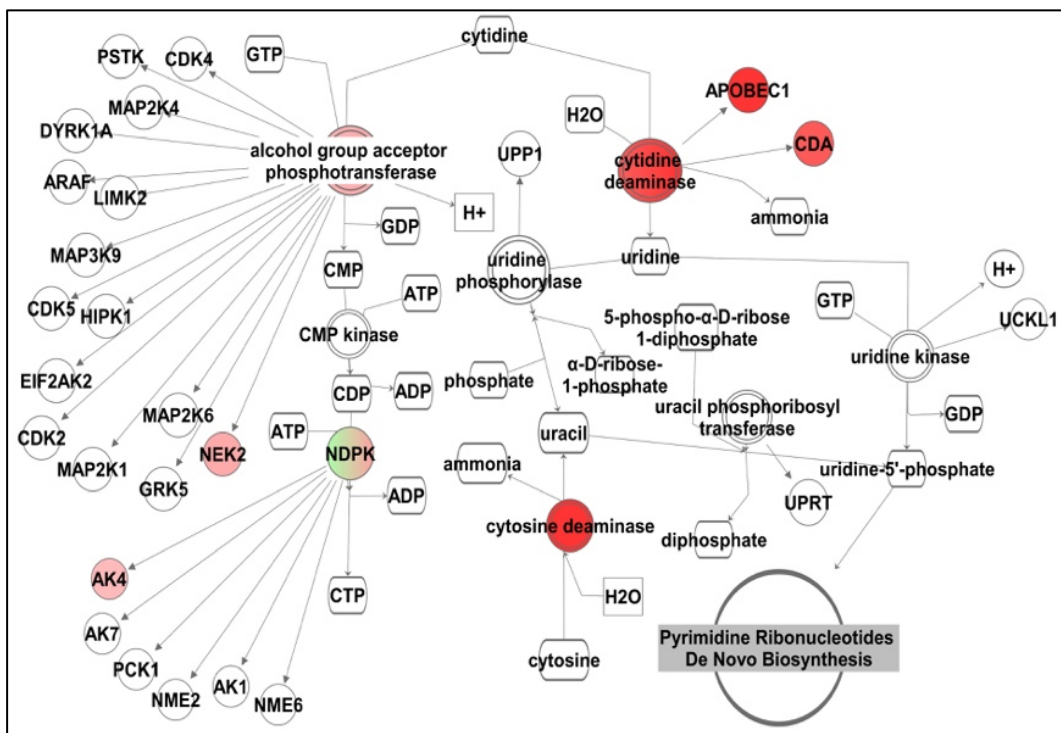 cytidine
PSTK
CDK4
GTP
MAP2K4
DYRK1A
alcohol group acceptor
phosphotransferase
ARAF
LIMK2
MAP3K9
CDK5
HIPK1
EIF2AK2
CDK2
MAP2K1
MAP2K6
GRK5
NEK2
H+
GDP
CMP
ATP
CMP kinase
CDP
ADP
ATP
NDPK
ADP
CTP
AK4
AK7
PCK1
NME2
AK1
NME6
APOBEC1
H2O
CDA
cytidine
deaminase
ammonia
uridine
UPP1
uridine
phosphorylase
5-phospho-α-D-ribose
1-diphosphate
phosphate
α-D-ribose-
1-phosphate
uracil phosphoribosyl
transferase
uracil
ammonia
cytosine deaminase
H2O
cytosine
diphosphate
UPRT
GTP
H+
UCKL1
uridine kinase
GDP
uridine-5'-phosphate
Pyrimidine Ribonucleotides
De Novo Biosynthesis